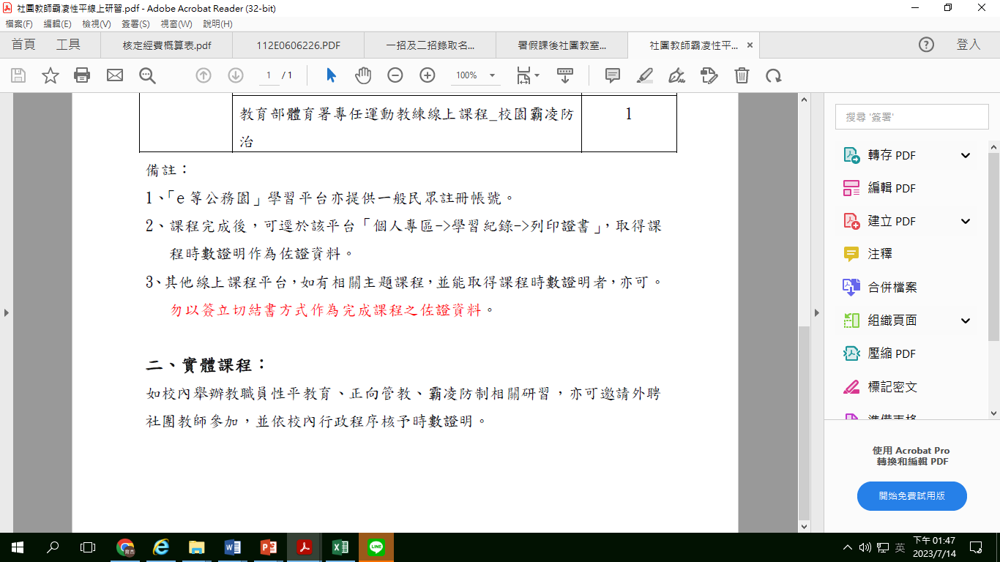 社團教師霸凌性平線上研習.pdf - Adobe Acrobat Reader (32-bit)
檔案(F) 編輯(E) 檢視(V) 簽署(S) 視窗(W) 說明(H)
首頁 工具 核定經費概算表.pdf 112E0606226.PDF 一招及二招錄取名... 署假課後社團教室... 社團教師霸凌性平... × 登入
1 / 1 100%
教育部體育署專任運動教練線上課程_校園霸凌防 1
治
備註：
1、「e 等公務園」學習平台亦提供一般民眾註冊帳號。
2、課程完成後，可逕於該平台「個人專區->學習紀錄->列印證書」，取得課
程時數證明作為佐證資料。
3、其他線上課程平台，如有相關主題課程，並能取得課程時數證明者，亦可。
勿以簽立切結書方式作為完成課程之佐證資料。
二、實體課程：
如校內舉辦教職員性平教育、正向管教、霸凌防制相關研習，亦可邀請外聘
社團教師參加，並依校內行政程序核予時數證明。
搜尋 '簽署'
轉存 PDF
編輯 PDF
建立 PDF
注釋
合併檔案
組織頁面
壓縮 PDF
標記密文
準備表格
使用 Acrobat Pro
轉換和編輯 PDF
開始免費試用版
英 下午 01:47
2023/7/14